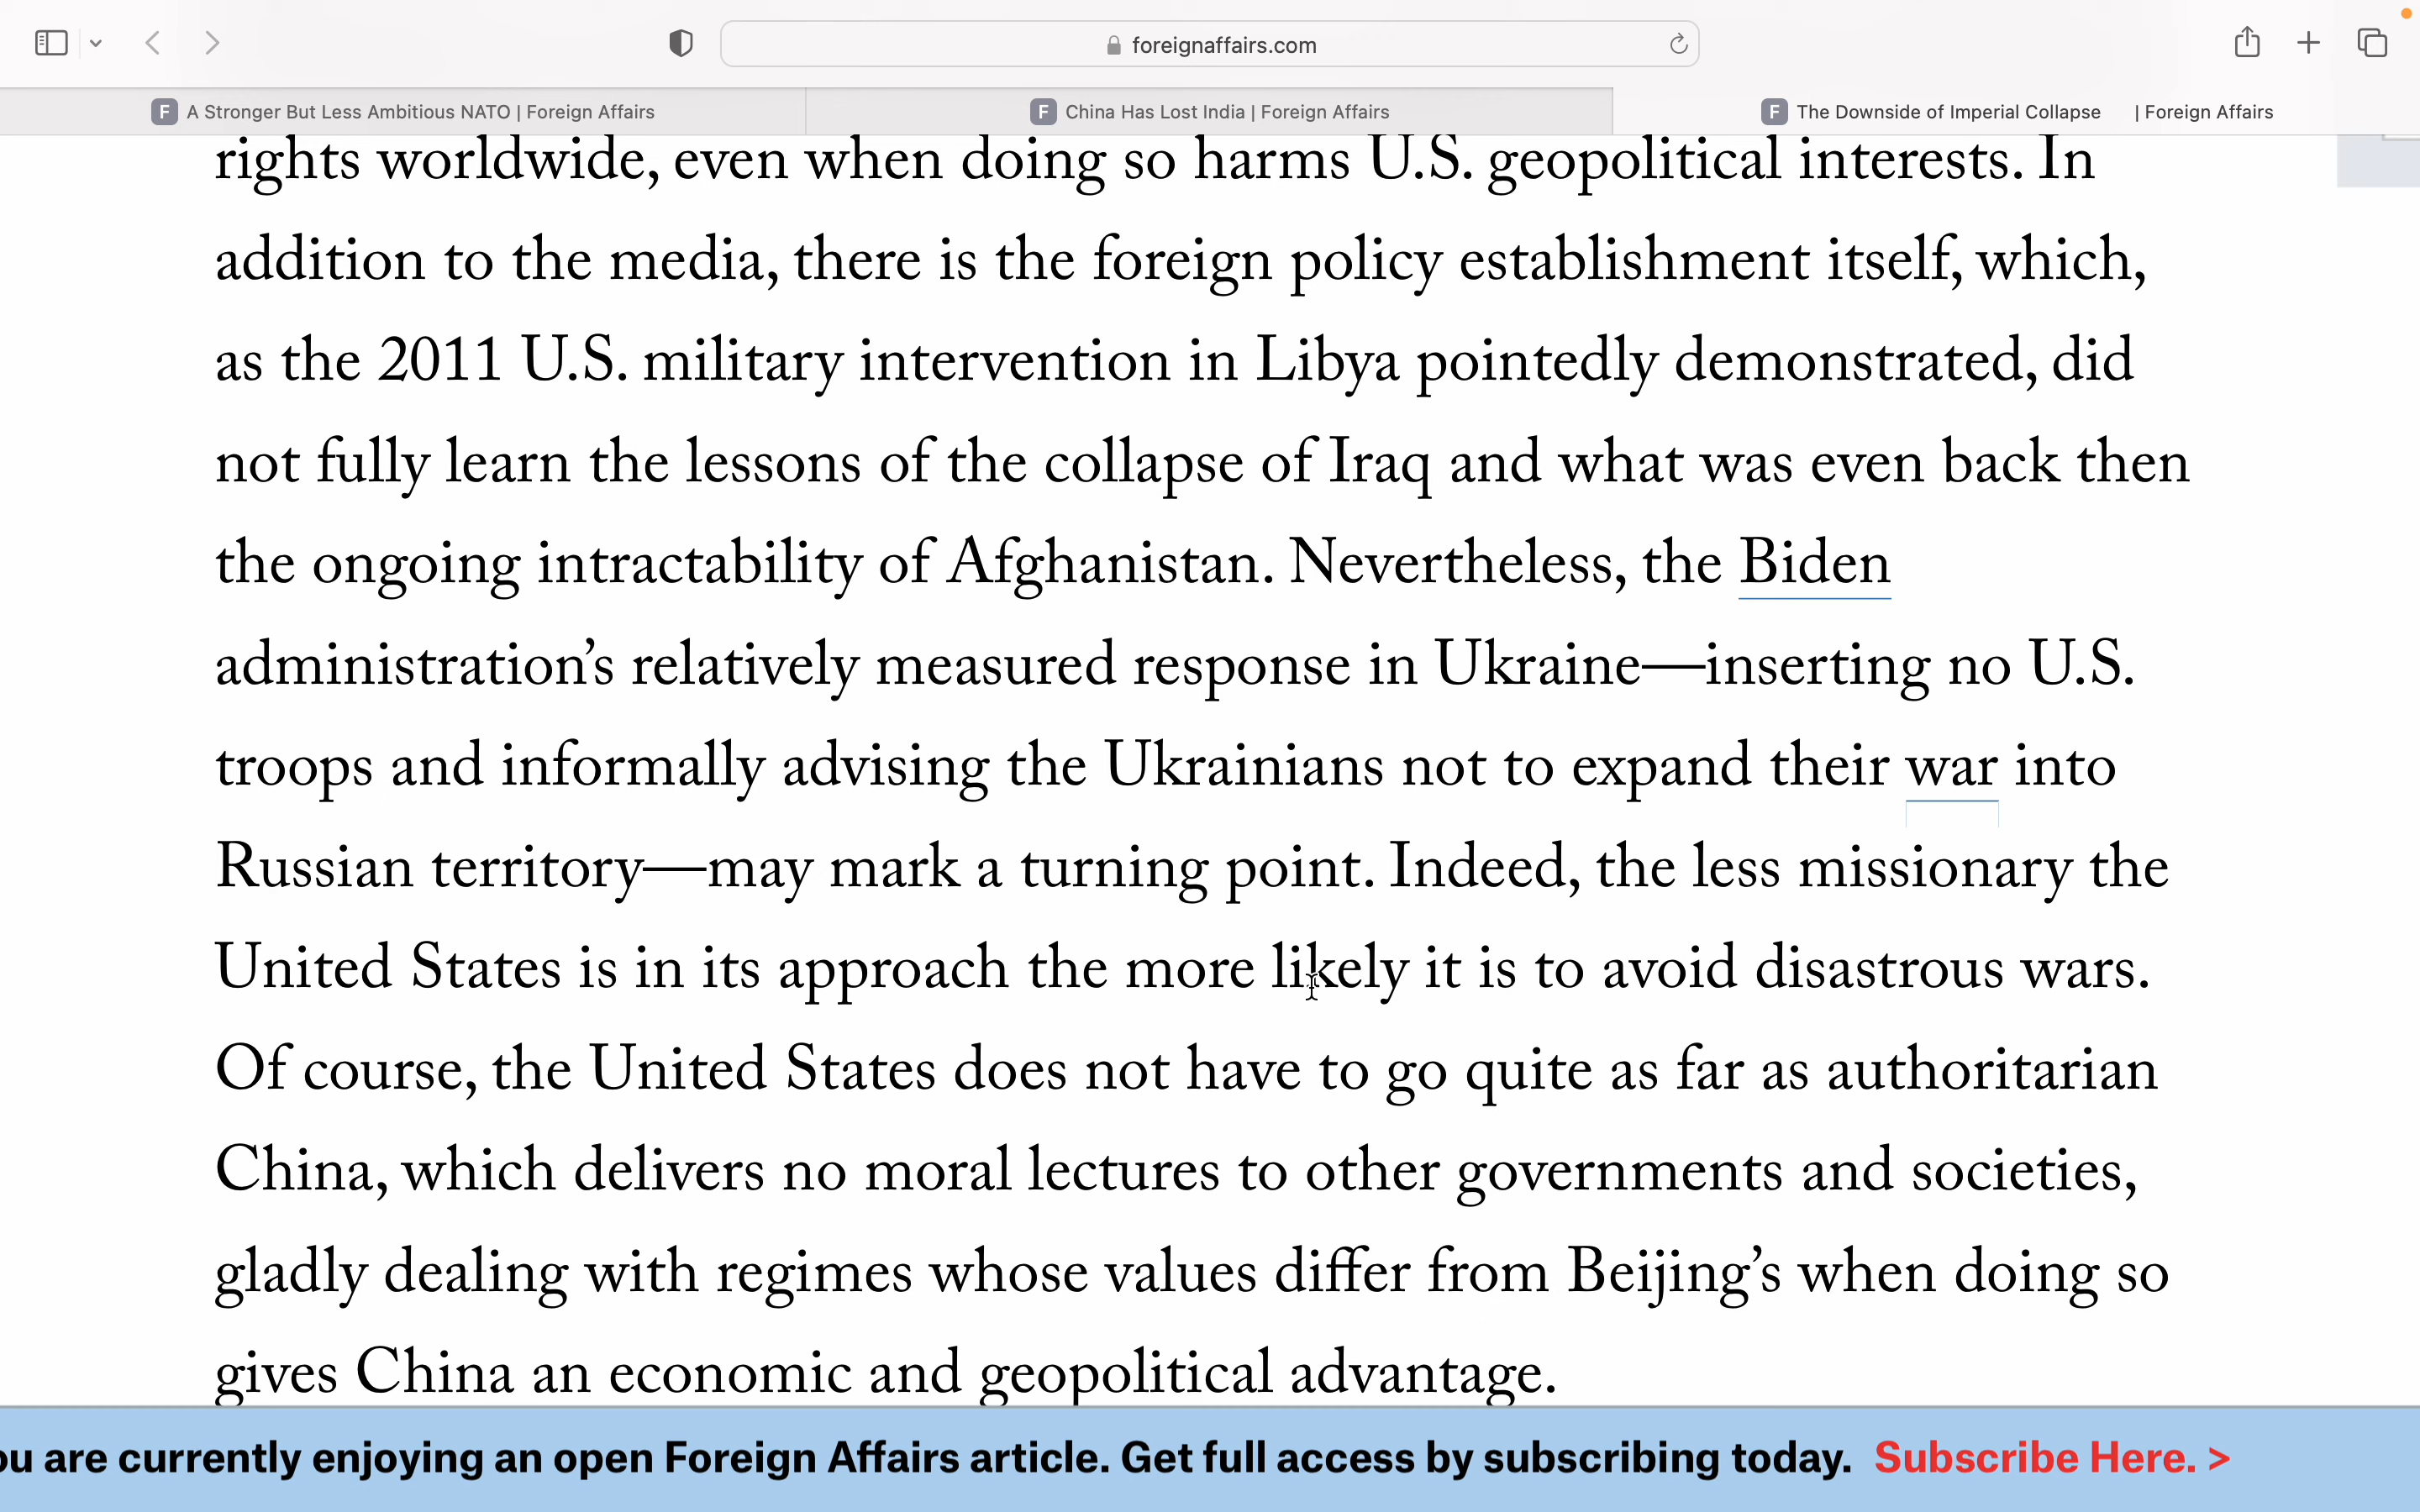 foreignaffairs.com
F A Stronger But Less Ambitious NATO | Foreign Affairs
F China Has Lost India | Foreign Affairs
F The Downside of Imperial Collapse | Foreign Affairs
rights worldwide, even when doing so harms U.S. geopolitical interests. In
addition to the media, there is the foreign policy establishment itself, which,
as the 2011 U.S. military intervention in Libya pointedly demonstrated, did
not fully learn the lessons of the collapse of Iraq and what was even back then
the ongoing intractability of Afghanistan. Nevertheless, the Biden
administration’s relatively measured response in Ukraine—inserting no U.S.
troops and informally advising the Ukrainians not to expand their war into
Russian territory—may mark a turning point. Indeed, the less missionary the
United States is in its approach the more likely it is to avoid disastrous wars.
Of course, the United States does not have to go quite as far as authoritarian
China, which delivers no moral lectures to other governments and societies,
gladly dealing with regimes whose values differ from Beijing’s when doing so
gives China an economic and geopolitical advantage.
ou are currently enjoying an open Foreign Affairs article. Get full access by subscribing today. Subscribe Here. >